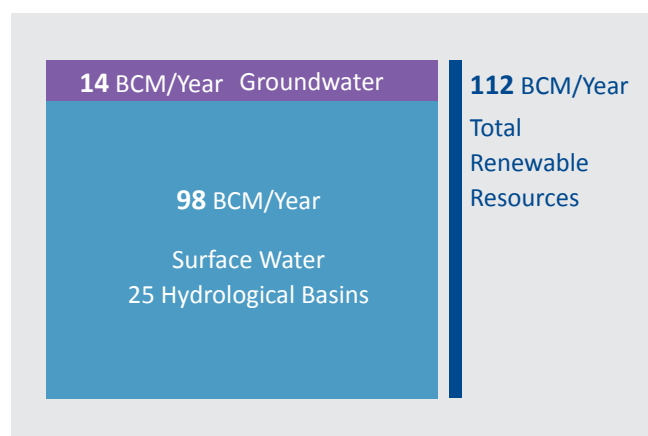 14 BCM/Year Groundwater
98 BCM/Year
Surface Water
25 Hydrological Basins
112 BCM/Year
Total
Renewable
Resources